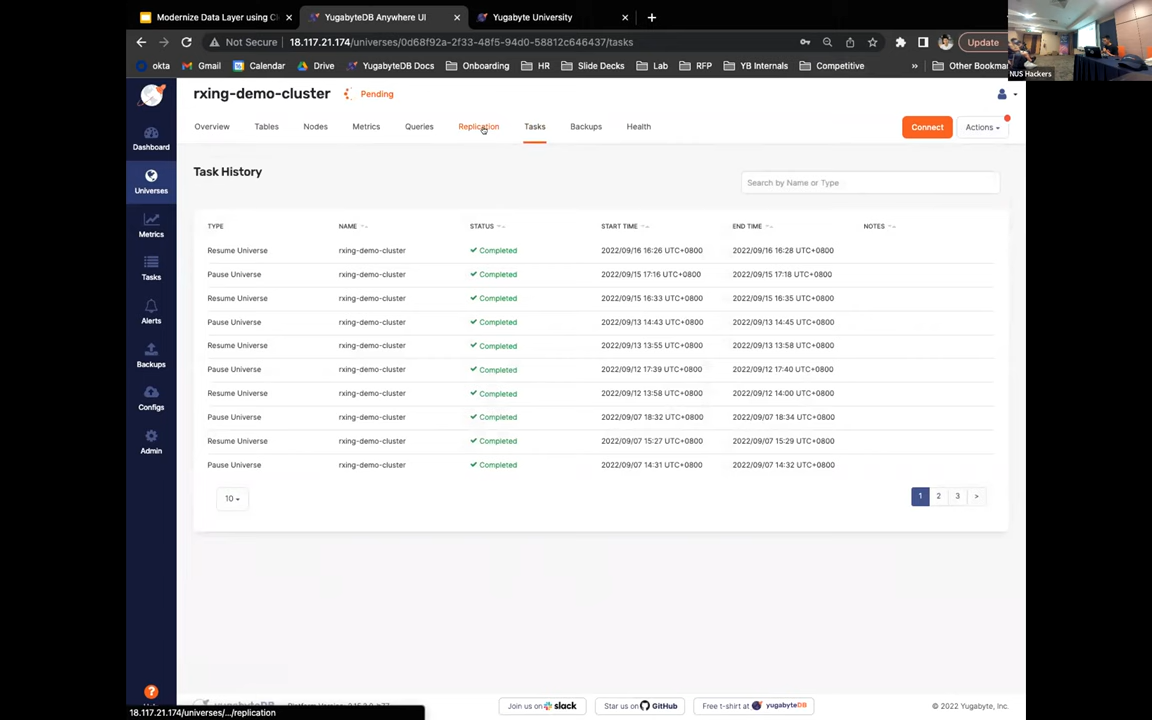 Modernize Data Layer using C
YugabyteDB Anywhere UI
Yugabyte University
Not Secure
18.117.21.174/universes/0d68f92a-2f33-48f5-94d0-58812c646437/tasks
Update
okta
Gmail
Calendar
Drive
YugabyteDB Docs
Onboarding
HR
Slide Decks
Lab
RFP
YB Internals
Competitive
»
Other Bookmar
NUS Hackers
rxing-demo-cluster
Pending
Overview
Tables
Nodes
Metrics
Queries
Replication
Tasks
Backups
Health
Connect
Actions
Dashboard
Universes
Metrics
Tasks
Alerts
Backups
Configs
Admin
Task History
Search by Name or Type
TYPE NAME STATUS START TIME END TIME NOTES
Resume Universe rxing-demo-cluster Completed 2022/09/16 16:26 UTC+0800 2022/09/16 16:28 UTC+0800
Pause Universe rxing-demo-cluster Completed 2022/09/15 17:16 UTC+0800 2022/09/15 17:18 UTC+0800
Resume Universe rxing-demo-cluster Completed 2022/09/15 16:33 UTC+0800 2022/09/15 16:35 UTC+0800
Pause Universe rxing-demo-cluster Completed 2022/09/13 14:43 UTC+0800 2022/09/13 14:45 UTC+0800
Resume Universe rxing-demo-cluster Completed 2022/09/13 13:55 UTC+0800 2022/09/13 13:58 UTC+0800
Pause Universe rxing-demo-cluster Completed 2022/09/12 17:39 UTC+0800 2022/09/12 17:40 UTC+0800
Resume Universe rxing-demo-cluster Completed 2022/09/12 13:58 UTC+0800 2022/09/12 14:00 UTC+0800
Pause Universe rxing-demo-cluster Completed 2022/09/07 18:32 UTC+0800 2022/09/07 18:34 UTC+0800
Resume Universe rxing-demo-cluster Completed 2022/09/07 15:27 UTC+0800 2022/09/07 15:29 UTC+0800
Pause Universe rxing-demo-cluster Completed 2022/09/07 14:31 UTC+0800 2022/09/07 14:32 UTC+0800
10
1 2 3 >
?
Join us on slack
Star us on GitHub
Free t-shirt at yugabyteDB
© 2022 Yugabyte, Inc.
18.117.21.174/universes/.../replication